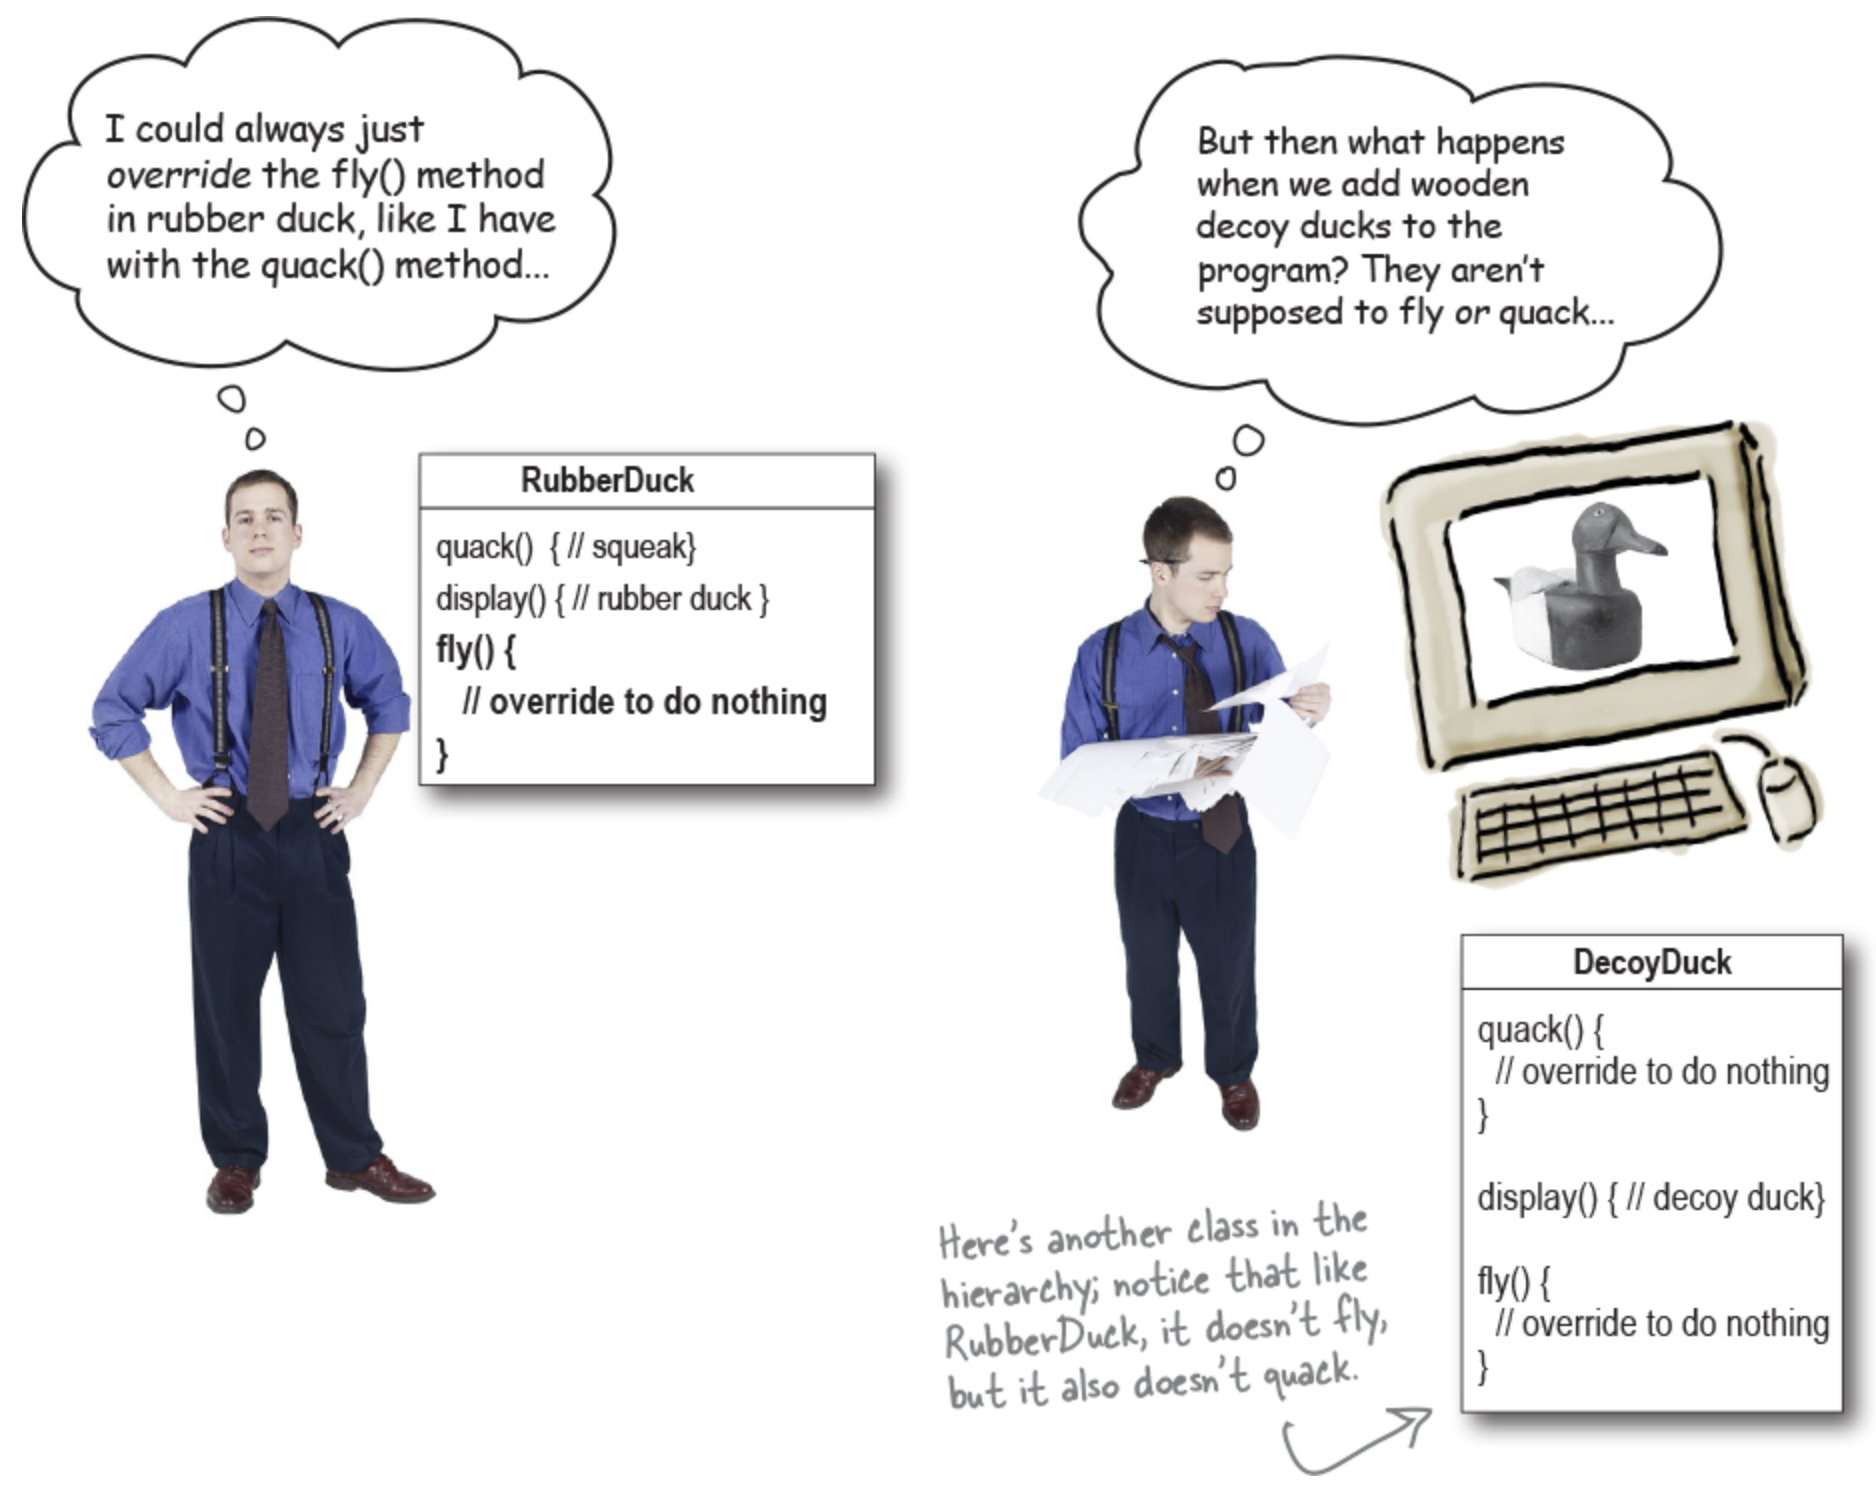 I could always just
override the fly() method
in rubber duck, like I have
with the quack() method...
RubberDuck
quack() { // squeak}
display() { // rubber duck }
fly() {
// override to do nothing
}
But then what happens
when we add wooden
decoy ducks to the
program? They aren't
supposed to fly or quack...
DecoyDuck
quack() {
// override to do nothing
}
display() { // decoy duck}
fly() {
// override to do nothing
}
Here's another class in the
hierarchy; notice that like
RubberDuck, it doesn't fly,
but it also doesn't quack.